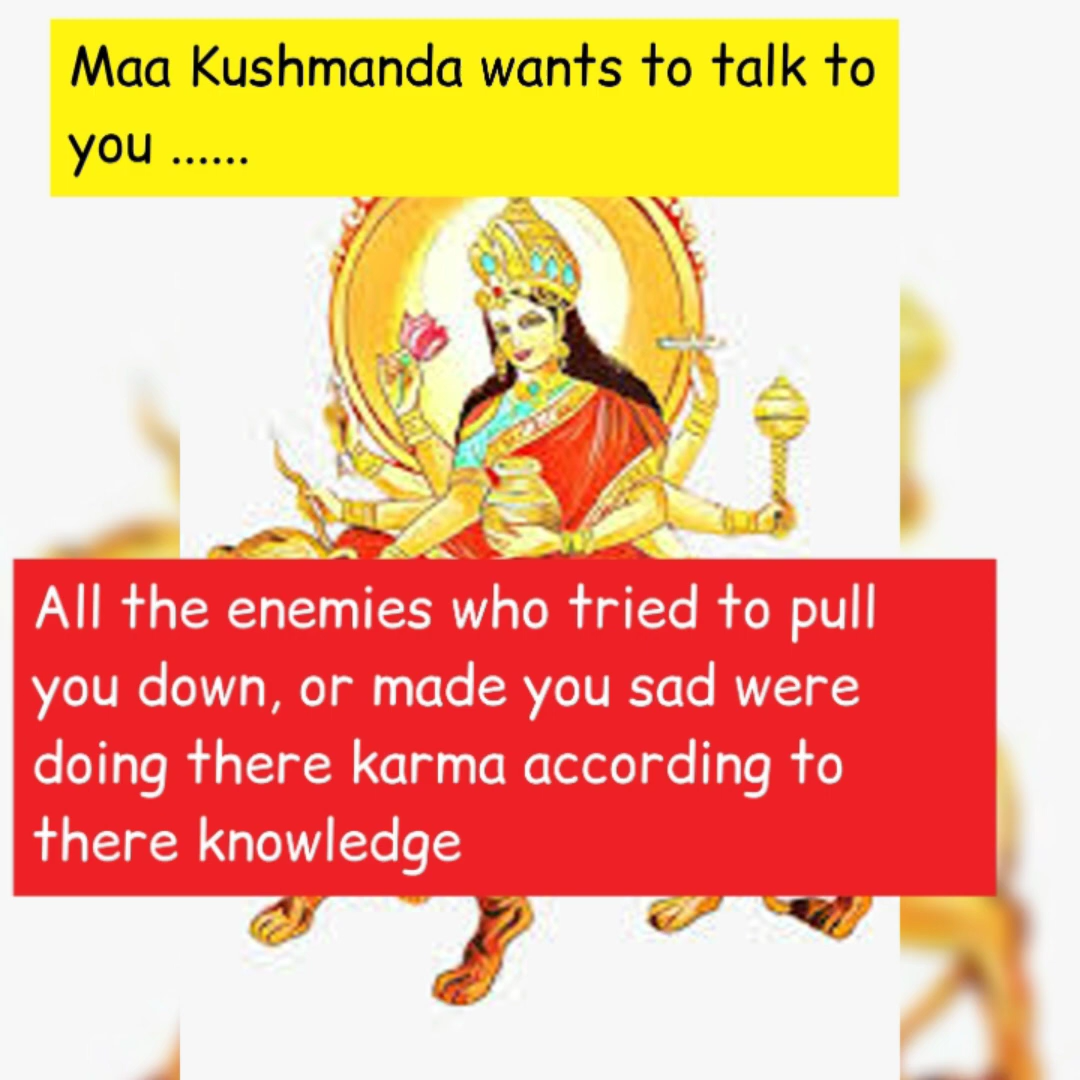 Maa Kushmanda wants to talk to
you ......
All the enemies who tried to pull
you down, or made you sad were
doing there karma according to
there knowledge